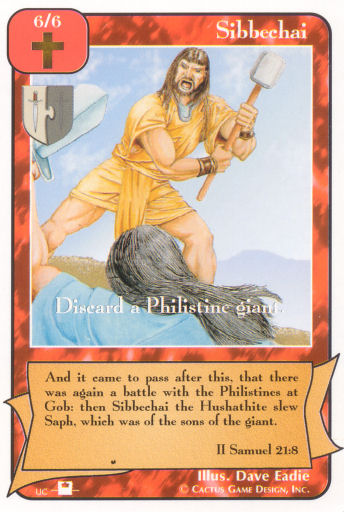 Sibbechai
6/6
Discard a Philistine giant.
And it came to pass after this, that there
was again a battle with the Philistines at
Gob: then Sibbechai the Hushathite slew
Saph, which was of the sons of the giant.
II Samuel 21:8
Illus. Dave Eadie
UC
© Cactus Game Design, Inc.